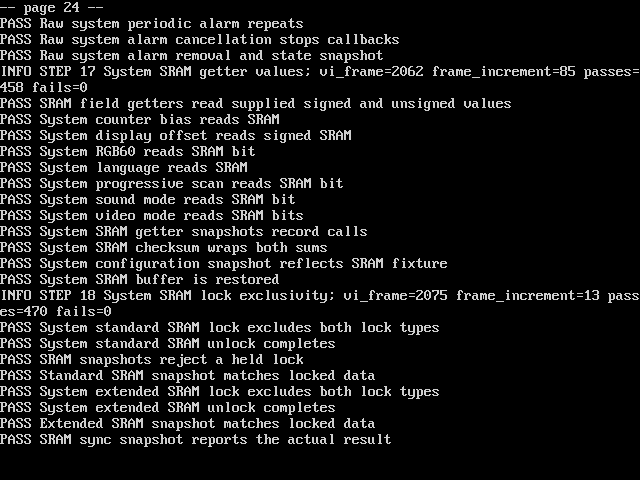 -- page 24 --
PASS Raw system periodic alarm repeats
PASS Raw system alarm cancellation stops callbacks
PASS Raw system alarm removal and state snapshot
INFO STEP 17 System SRAM getter values; vi_frame=2062 frame_increment=85 passes=
458 fails=0
PASS SRAM field getters read supplied signed and unsigned values
PASS System counter bias reads SRAM
PASS System display offset reads signed SRAM
PASS System RGB60 reads SRAM bit
PASS System language reads SRAM
PASS System progressive scan reads SRAM bit
PASS System sound mode reads SRAM bit
PASS System video mode reads SRAM bits
PASS System SRAM getter snapshots record calls
PASS System SRAM checksum wraps both sums
PASS System configuration snapshot reflects SRAM fixture
PASS System SRAM buffer is restored
INFO STEP 18 System SRAM lock exclusivity; vi_frame=2075 frame_increment=13 pass
es=470 fails=0
PASS System standard SRAM lock excludes both lock types
PASS System standard SRAM unlock completes
PASS SRAM snapshots reject a held lock
PASS Standard SRAM snapshot matches locked data
PASS System extended SRAM lock excludes both lock types
PASS System extended SRAM unlock completes
PASS Extended SRAM snapshot matches locked data
PASS SRAM sync snapshot reports the actual result